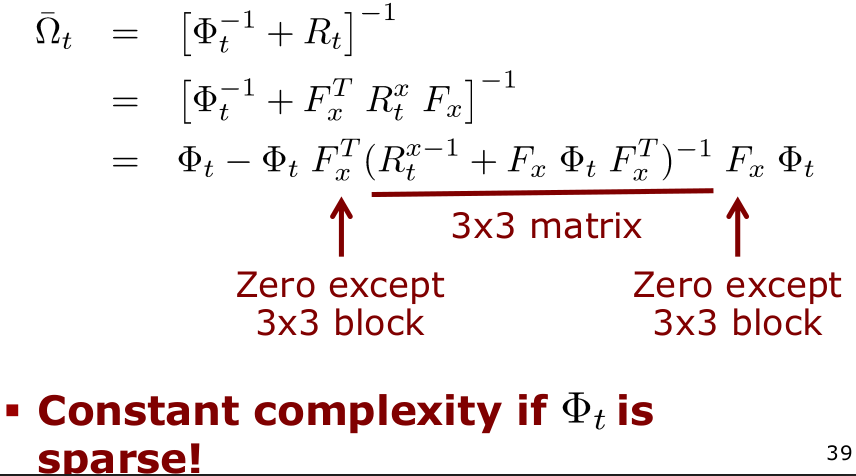 $\bar{\Omega}_t = \left[\Phi_t^{-1} + R_t\right]^{-1}$
$= \left[\Phi_t^{-1} + F_x^T \ R_t^x \ F_x\right]^{-1}$
$= \Phi_t - \Phi_t \ F_x^T (R_t^{x-1} + F_x \ \Phi_t \ F_x^T)^{-1} \ F_x \ \Phi_t$
3x3 matrix
Zero except
3x3 block
Zero except
3x3 block
▪ Constant complexity if $\Phi_t$ is
sparse!
39